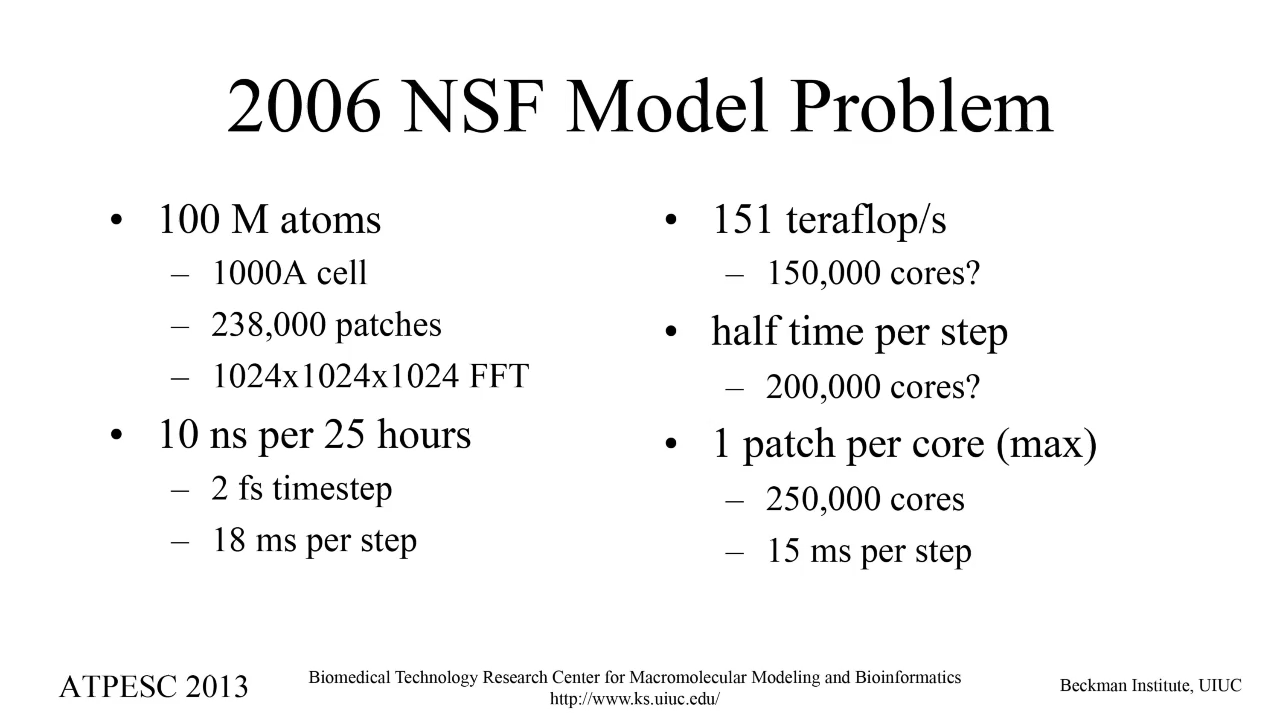 2006 NSF Model Problem
• 100 M atoms
– 1000A cell
– 238,000 patches
– 1024x1024x1024 FFT
• 10 ns per 25 hours
– 2 fs timestep
– 18 ms per step
• 151 teraflop/s
– 150,000 cores?
• half time per step
– 200,000 cores?
• 1 patch per core (max)
– 250,000 cores
– 15 ms per step
ATPESC 2013
Biomedical Technology Research Center for Macromolecular Modeling and Bioinformatics
http://www.ks.uiuc.edu/
Beckman Institute, UIUC